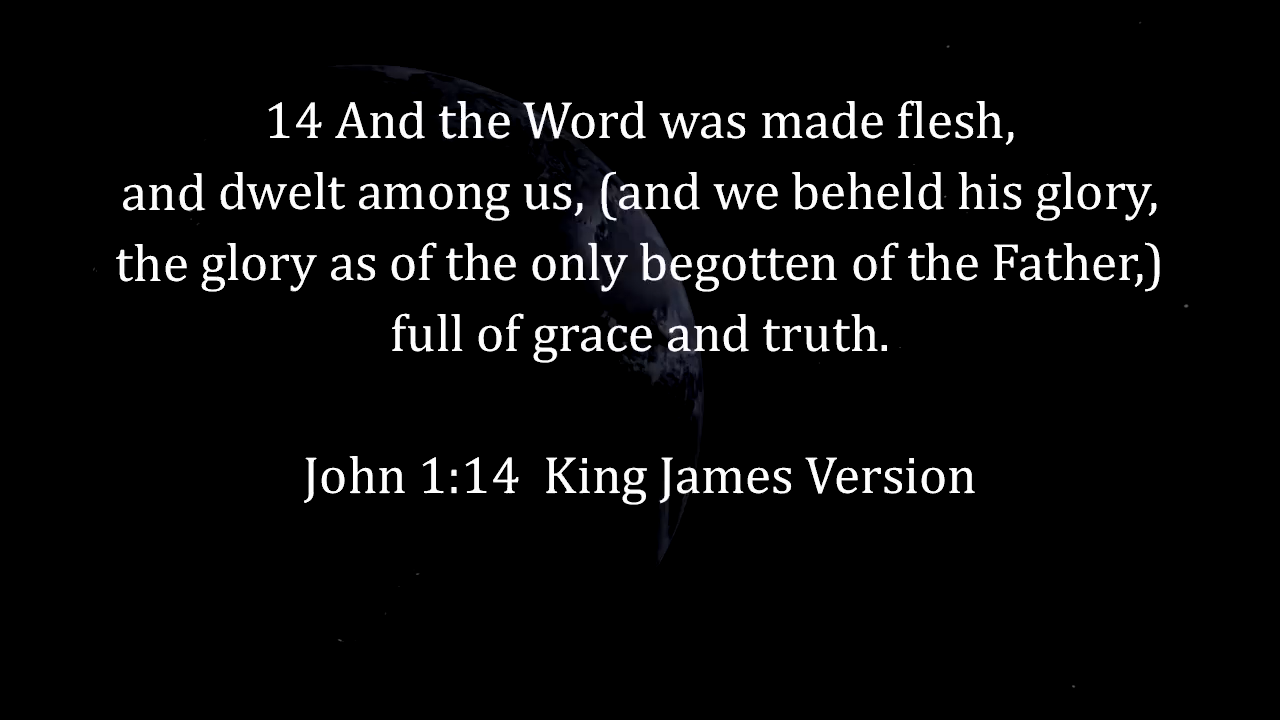 14 And the Word was made flesh,
and dwelt among us, (and we beheld his glory,
the glory as of the only begotten of the Father,)
full of grace and truth.
John 1:14  King James Version